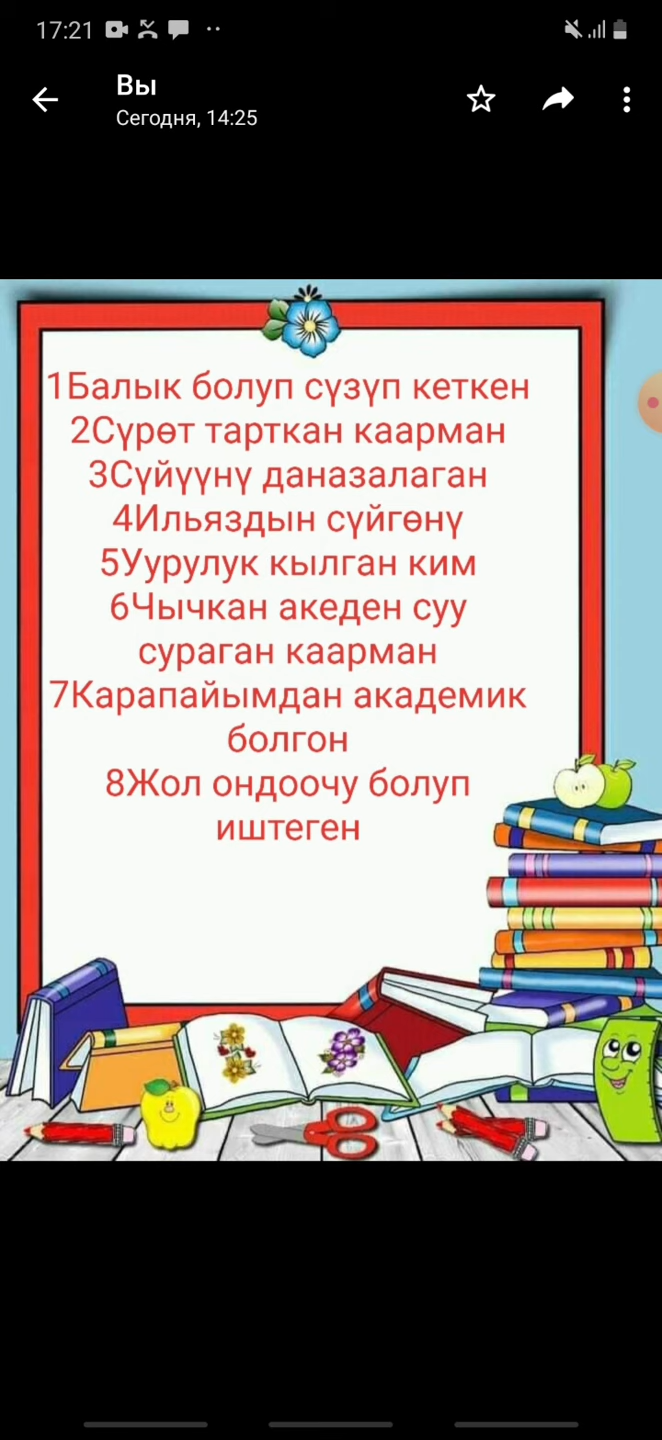 17:21
Вы
Сегодня, 14:25
1Балык болуп сүзүп кеткен
2Сүрөт тарткан каарман
3Сүйүүнү даназалаган
4Ильяздын сүйгөнү
5Уурулук кылган ким
6Чычкан акеден суу
сураган каарман
7Карапайымдан академик
болгон
8Жол ондоочу болуп
иштеген